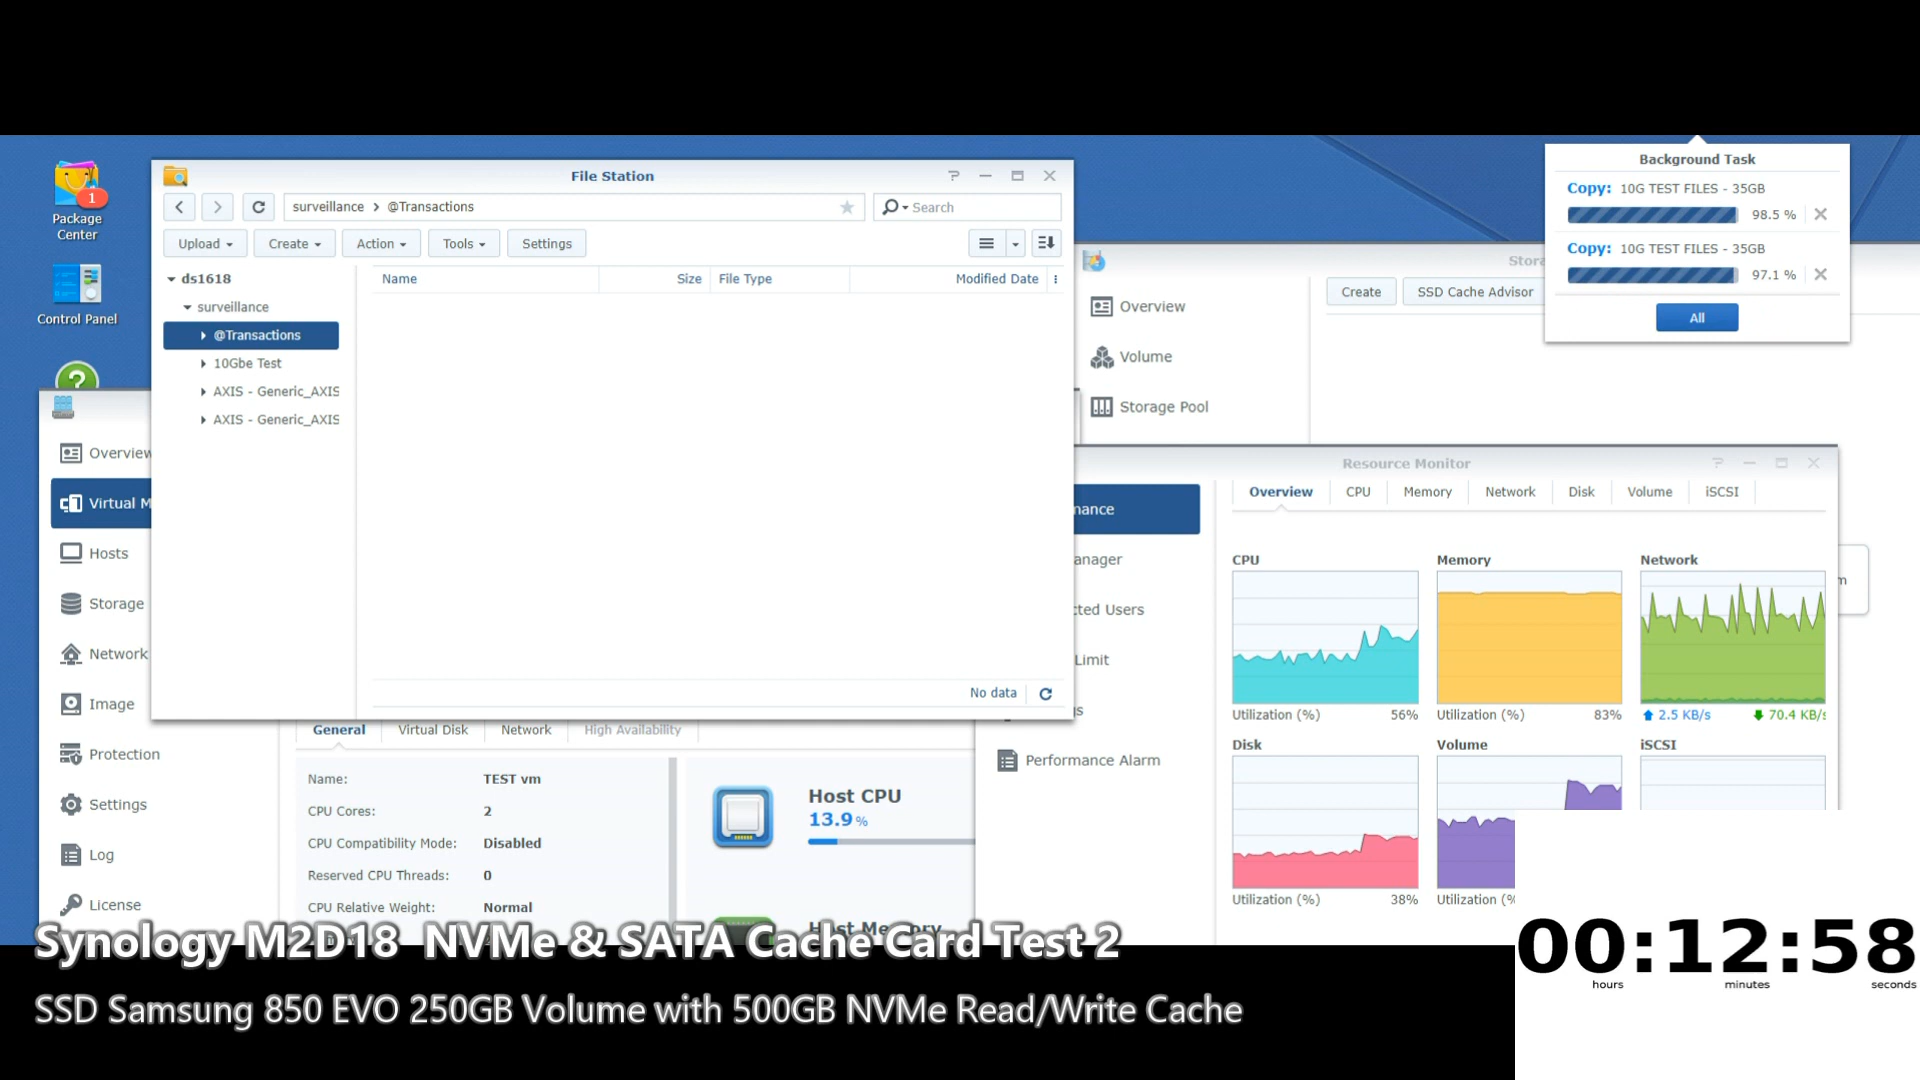 1
Package
Center
Control Panel
File Station
surveillance > @Transactions
Search
Upload
Create
Action
Tools
Settings
ds1618
surveillance
@Transactions
10Gbe Test
AXIS - Generic_AXIS
AXIS - Generic_AXIS
Name
Size
File Type
Modified Date
No data
Background Task
Copy: 10G TEST FILES - 35GB
98.5 %
Copy: 10G TEST FILES - 35GB
97.1 %
All
Stora
Create
SSD Cache Advisor
Overview
Volume
Storage Pool
Overview
Virtual M
Hosts
Storage
Network
Image
Protection
Settings
Log
License
General
Virtual Disk
Network
High Availability
Name: TEST vm
CPU Cores: 2
CPU Compatibility Mode: Disabled
Reserved CPU Threads: 0
CPU Relative Weight: Normal
Host CPU
13.9 %
Host Memory
Resource Monitor
nance
anager
cted Users
Limit
gs
Performance Alarm
Overview
CPU
Memory
Network
Disk
Volume
iSCSI
CPU
Utilization (%) 56%
Memory
Utilization (%) 83%
Network
2.5 KB/s 70.4 KB/s
Disk
Utilization (%) 38%
Volume
Utilization (%
iSCSI
m
Synology M2D18 NVMe & SATA Cache Card Test 2
SSD Samsung 850 EVO 250GB Volume with 500GB NVMe Read/Write Cache
00:12:58
hours minutes seconds